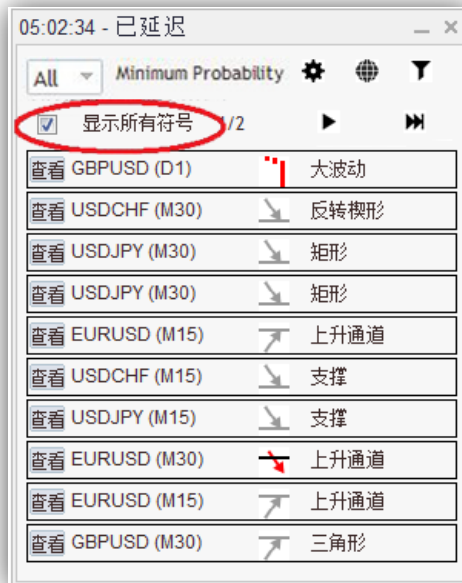 05:02:34 - 已延迟
All Minimum Probability
显示所有符号 /2
查看 GBPUSD (D1) 大波动
查看 USDCHF (M30) 反转楔形
查看 USDJPY (M30) 矩形
查看 USDJPY (M30) 矩形
查看 EURUSD (M15) 上升通道
查看 USDCHF (M15) 支撑
查看 USDJPY (M15) 支撑
查看 EURUSD (M30) 上升通道
查看 EURUSD (M15) 上升通道
查看 GBPUSD (M30) 三角形